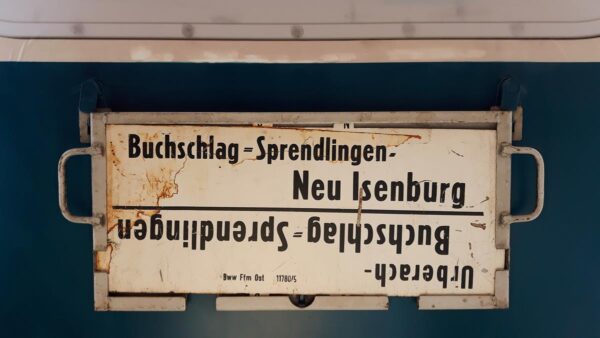 Buchschlag=Sprendlingen-
Neu Isenburg
Urberach-
Buchschlag=Sprendlingen
Bww Ffm Ost 11780/5